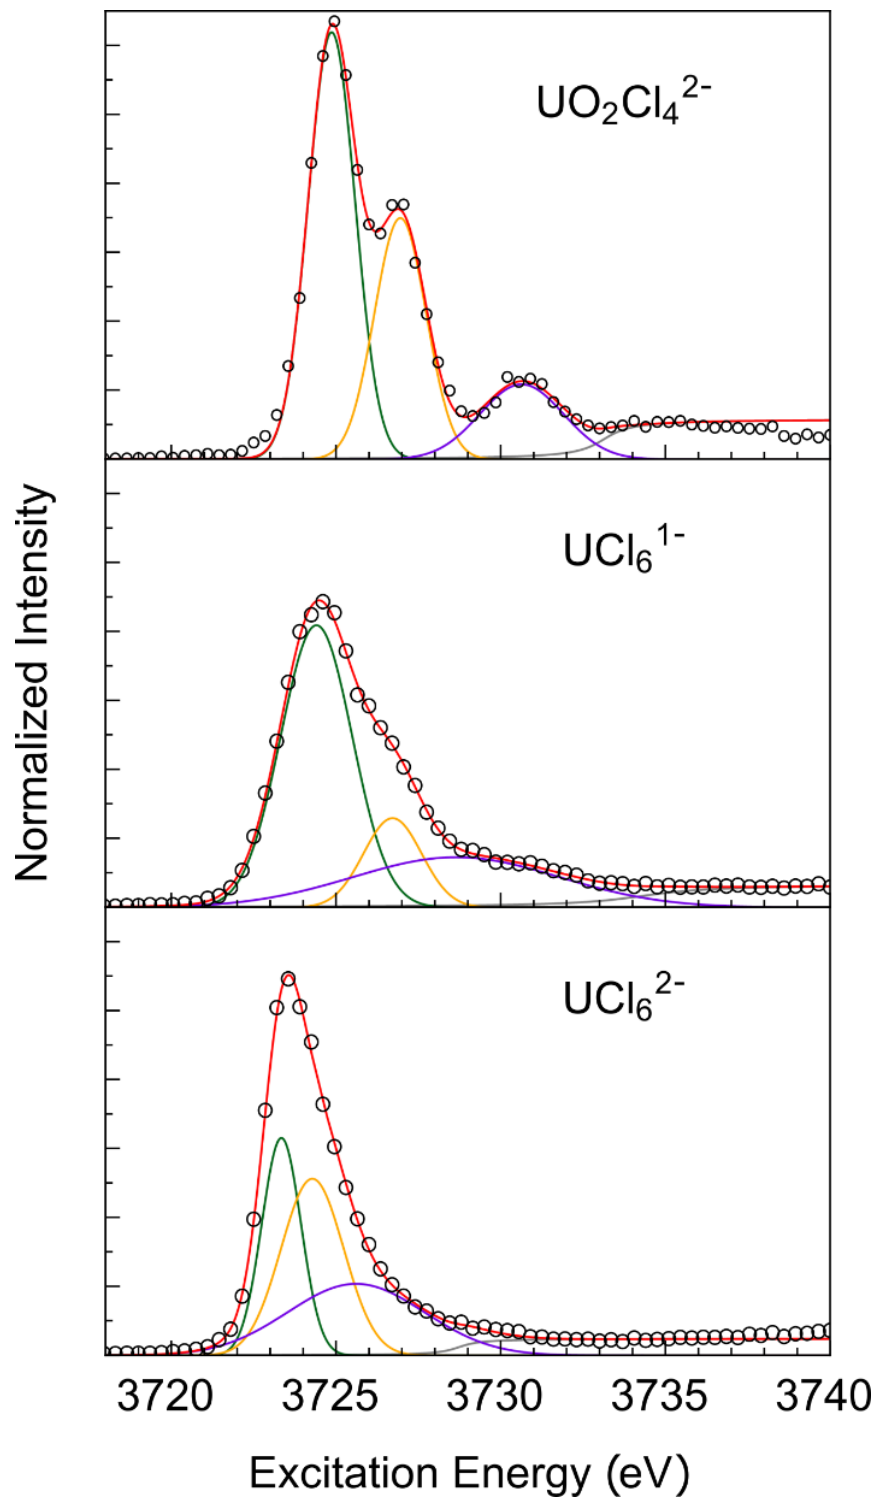 UO₂Cl₄²⁻
UCl₆¹⁻
UCl₆²⁻
Normalized Intensity
3720 3725 3730 3735 3740
Excitation Energy (eV)